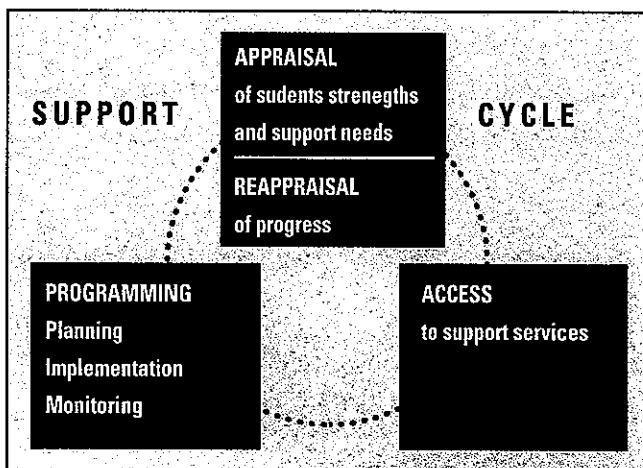 SUPPORT CYCLE
APPRAISAL
of sudents strenegths
and support needs
REAPPRAISAL
of progress
PROGRAMMING
Planning
Implementation
Monitoring
ACCESS
to support services